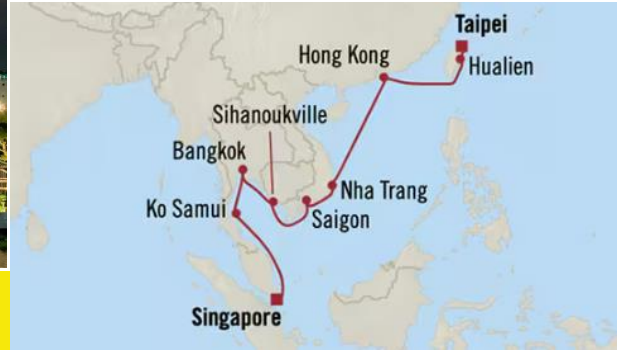 Taipei
Hong Kong
Hualien
Sihanoukville
Bangkok
Nha Trang
Ko Samui
Saigon
Singapore